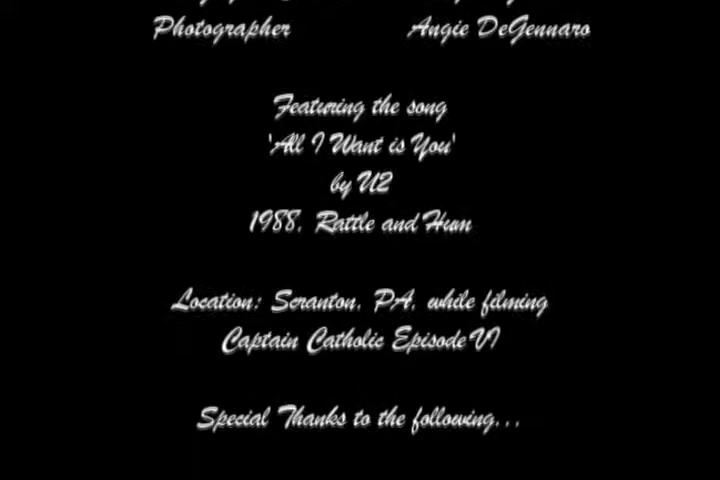 Photographer Angie DeGennaro
Featuring the song
'All I Want is You'
by U2
1988, Rattle and Hum
Location: Scranton, PA, while filming
Captain Catholic Episode VI
Special Thanks to the following...